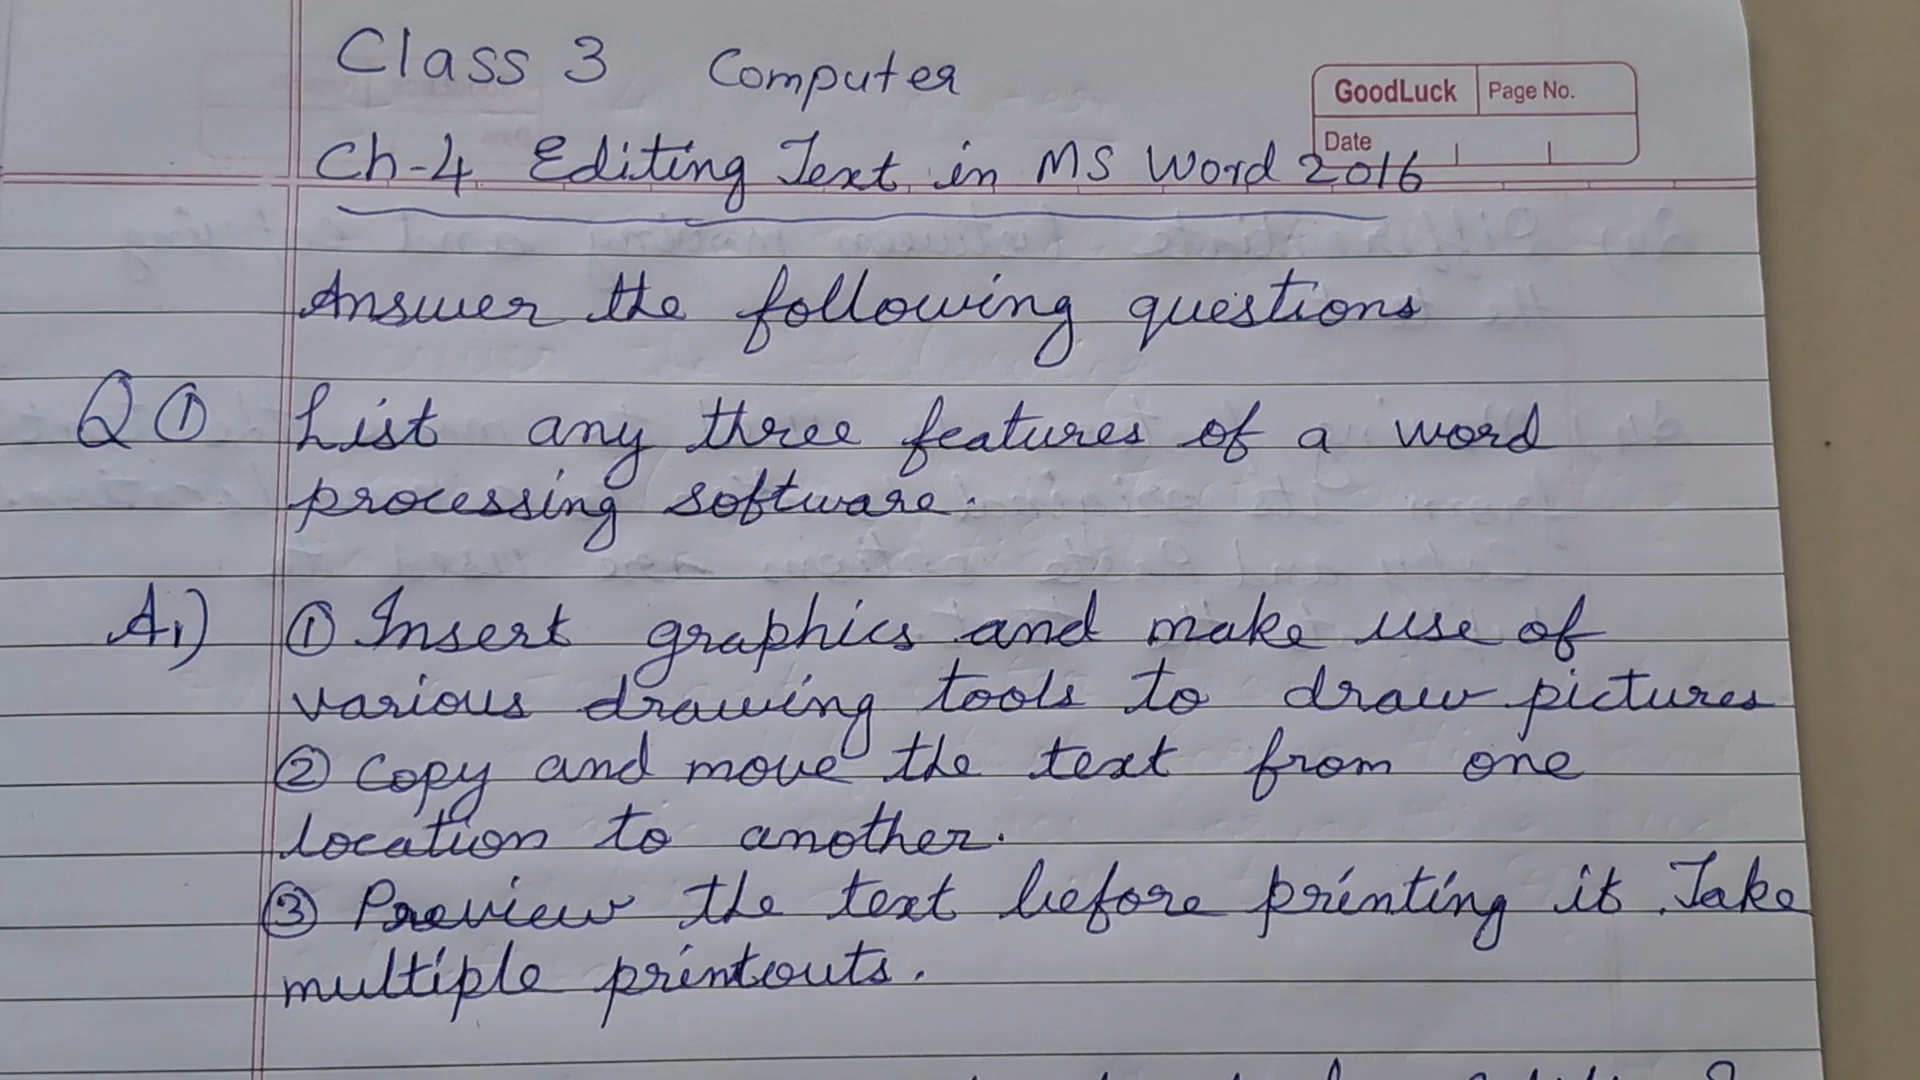 Class 3 Computer
GoodLuck Page No.
Date
Ch-4 Editing Text in MS Word 2016
Answer the following questions
Q ① List any three features of a word
processing software.
A1) ① Insert graphics and make use of
various drawing tools to draw pictures
② Copy and move the text from one
location to another.
③ Preview the text before printing it. Take
multiple printouts.